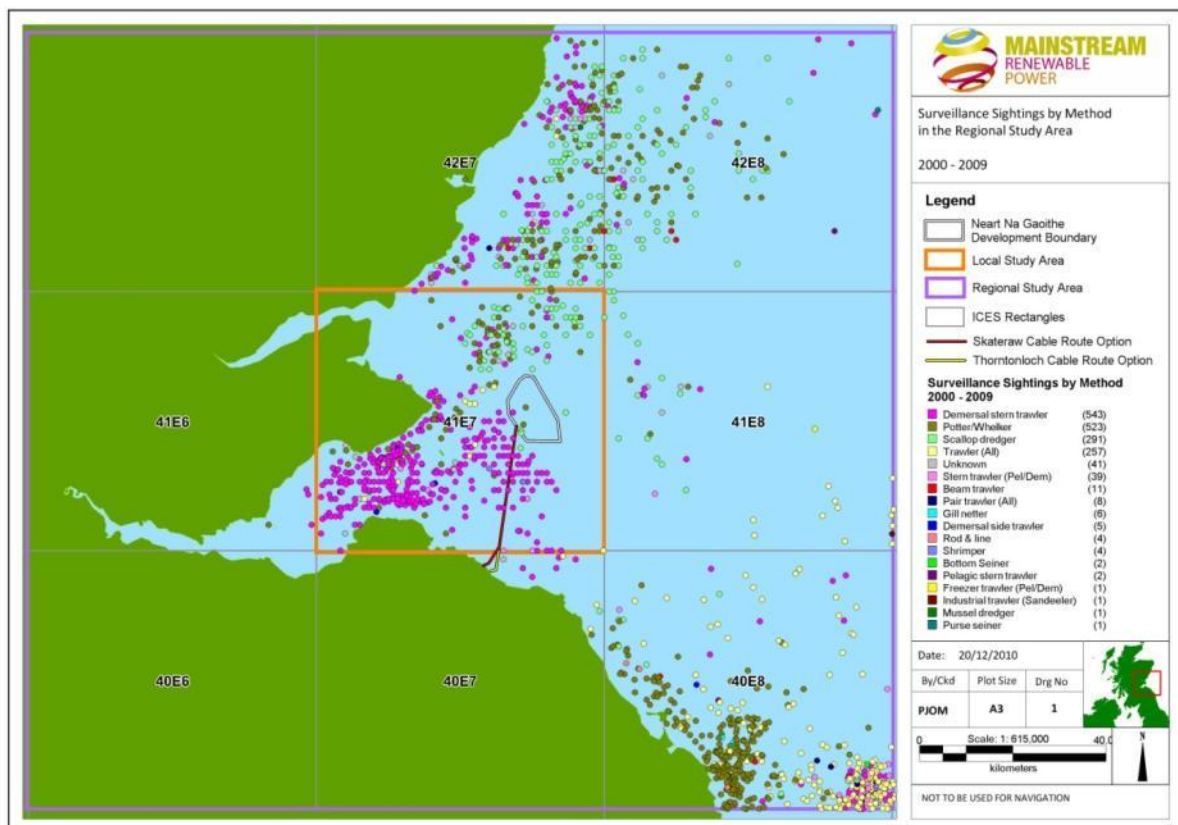 MAINSTREAM
RENEWABLE
POWER
Surveillance Sightings by Method
in the Regional Study Area
2000 - 2009
Legend
Neart Na Gaoithe
Development Boundary
Local Study Area
Regional Study Area
ICES Rectangles
Skateraw Cable Route Option
Thorntonloch Cable Route Option
Surveillance Sightings by Method
2000 - 2009
Demersal stern trawler (543)
Potter/Whelker (523)
Scallop dredger (291)
Trawler (All) (257)
Unknown (41)
Stern trawler (Pel/Dem) (39)
Beam trawler (11)
Pair trawler (All) (8)
Gill netter (6)
Demersal side trawler (5)
Rod & line (4)
Shrimper (4)
Bottom Seiner (2)
Pelagic stern trawler (2)
Freezer trawler (Pel/Dem) (1)
Industrial trawler (Sandeeler) (1)
Mussel dredger (1)
Purse seiner (1)
Date: 20/12/2010
By/Ckd Plot Size Drg No
PJOM A3 1
Scale: 1: 615,000
0 40,0
kilometers
N
NOT TO BE USED FOR NAVIGATION
42E7 42E8
41E6 41E7 41E8
40E6 40E7 40E8